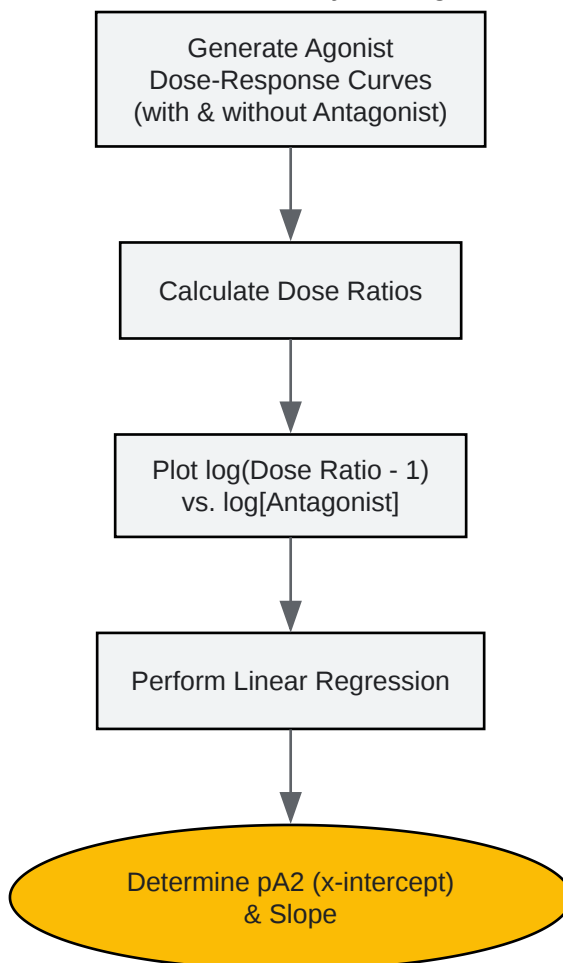 Generate Agonist
Dose-Response Curves
(with & without Antagonist)
Calculate Dose Ratios
Plot log(Dose Ratio - 1)
vs. log[Antagonist]
Perform Linear Regression
Determine pA2 (x-intercept)
& Slope